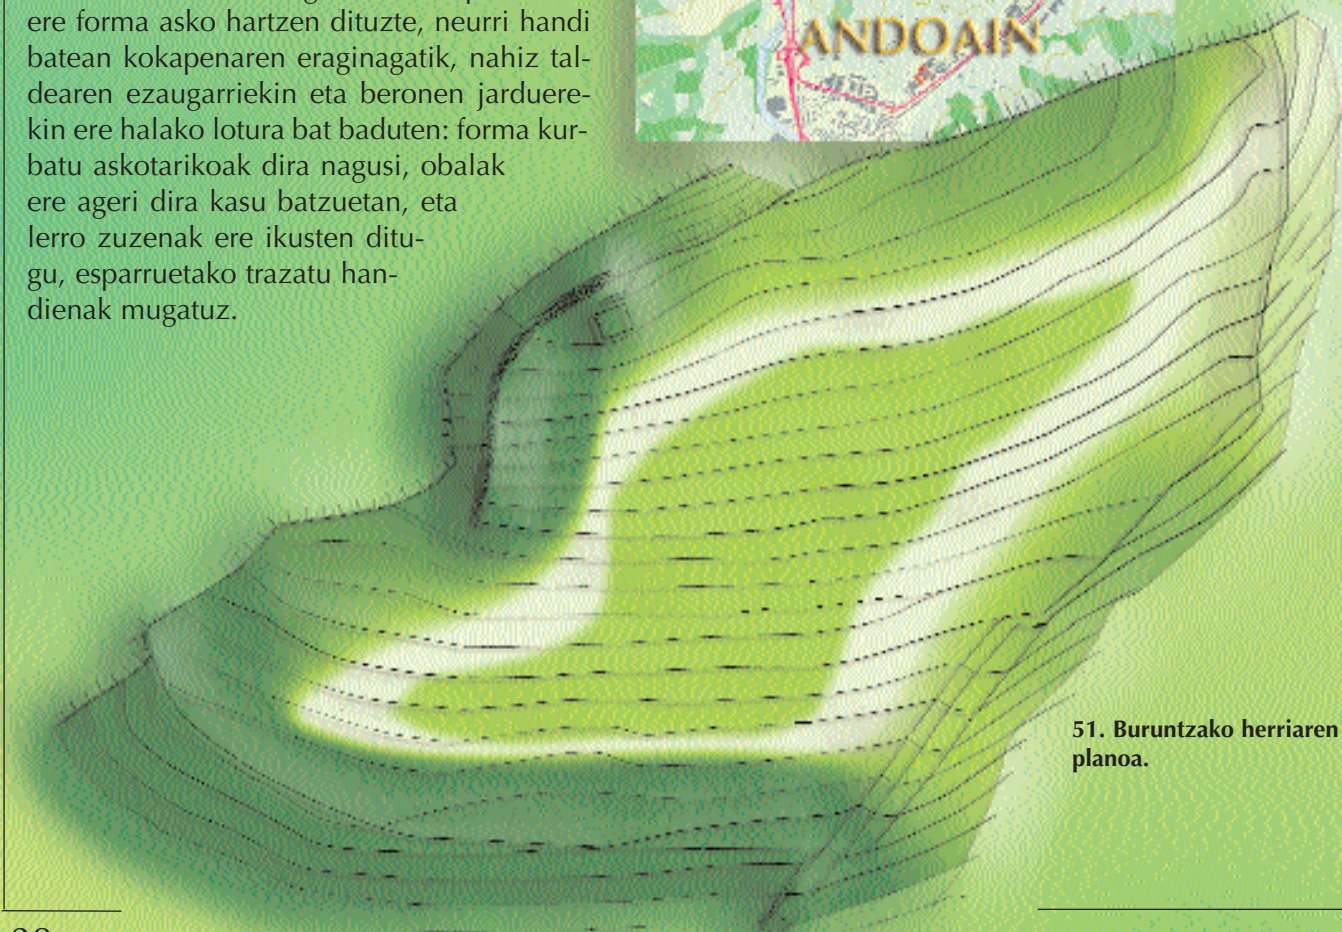 ere forma asko hartzen dituzte, neurri handi
batean kokapenaren eraginagatik, nahiz tal-
dearen ezaugarriekin eta beronen jarduere-
kin ere halako lotura bat baduten: forma kur-
batu askotarikoak dira nagusi, obalak
ere ageri dira kasu batzuetan, eta
lerro zuzenak ere ikusten ditu-
gu, esparruetako trazatu han-
dienak mugatuz.
ANDOAIN
51. Buruntzako herriaren
planoa.